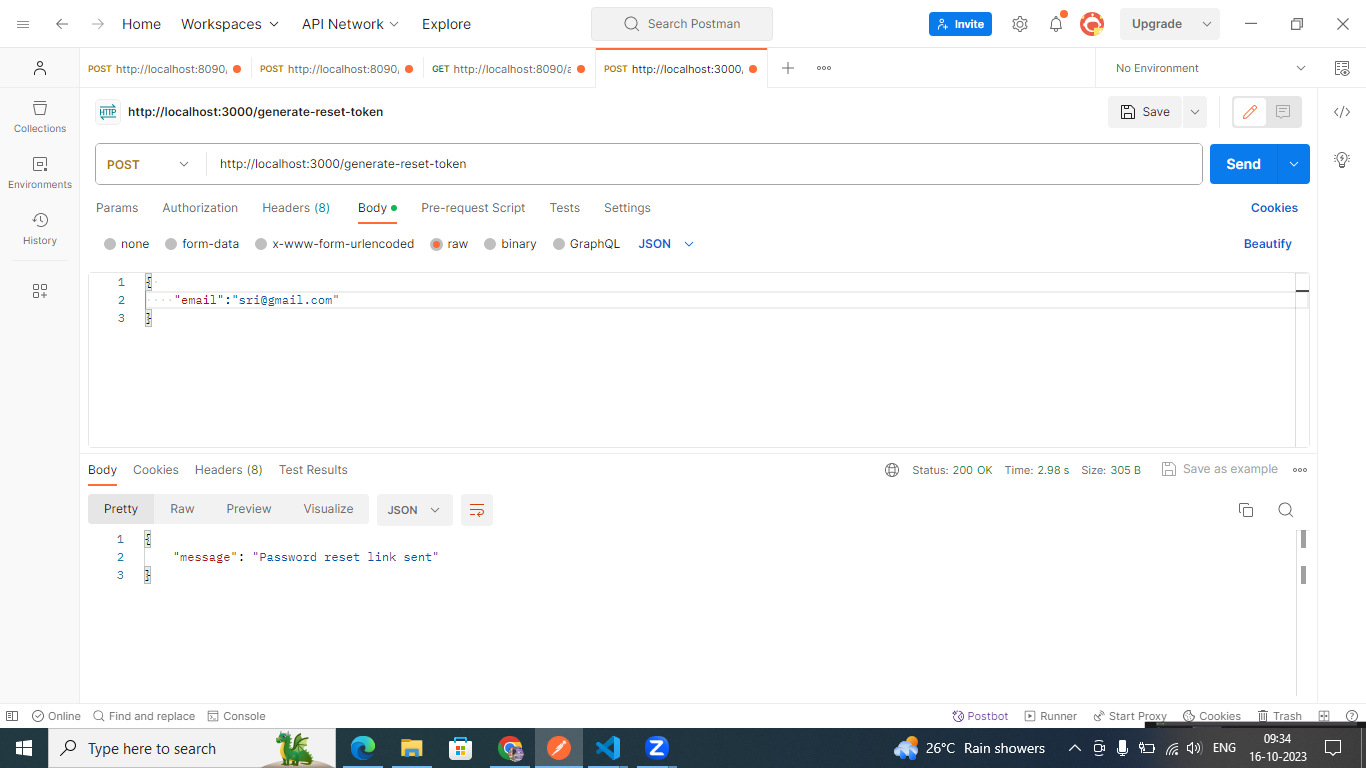 Home Workspaces API Network Explore Search Postman Invite Upgrade
POST http://localhost:8090, POST http://localhost:8090, GET http://localhost:8090/a POST http://localhost:3000, No Environment
HTTP http://localhost:3000/generate-reset-token Save
Collections
Environments
History
POST http://localhost:3000/generate-reset-token Send
Params Authorization Headers (8) Body Pre-request Script Tests Settings Cookies
none form-data x-www-form-urlencoded raw binary GraphQL JSON Beautify
1 {
2 "email":"sri@gmail.com"
3 }
Body Cookies Headers (8) Test Results Status: 200 OK Time: 2.98 s Size: 305 B Save as example
Pretty Raw Preview Visualize JSON
1 {
2 "message": "Password reset link sent"
3 }
Online Find and replace Console Postbot Runner Start Proxy Cookies Trash
Type here to search 26°C Rain showers ENG 09:34
16-10-2023